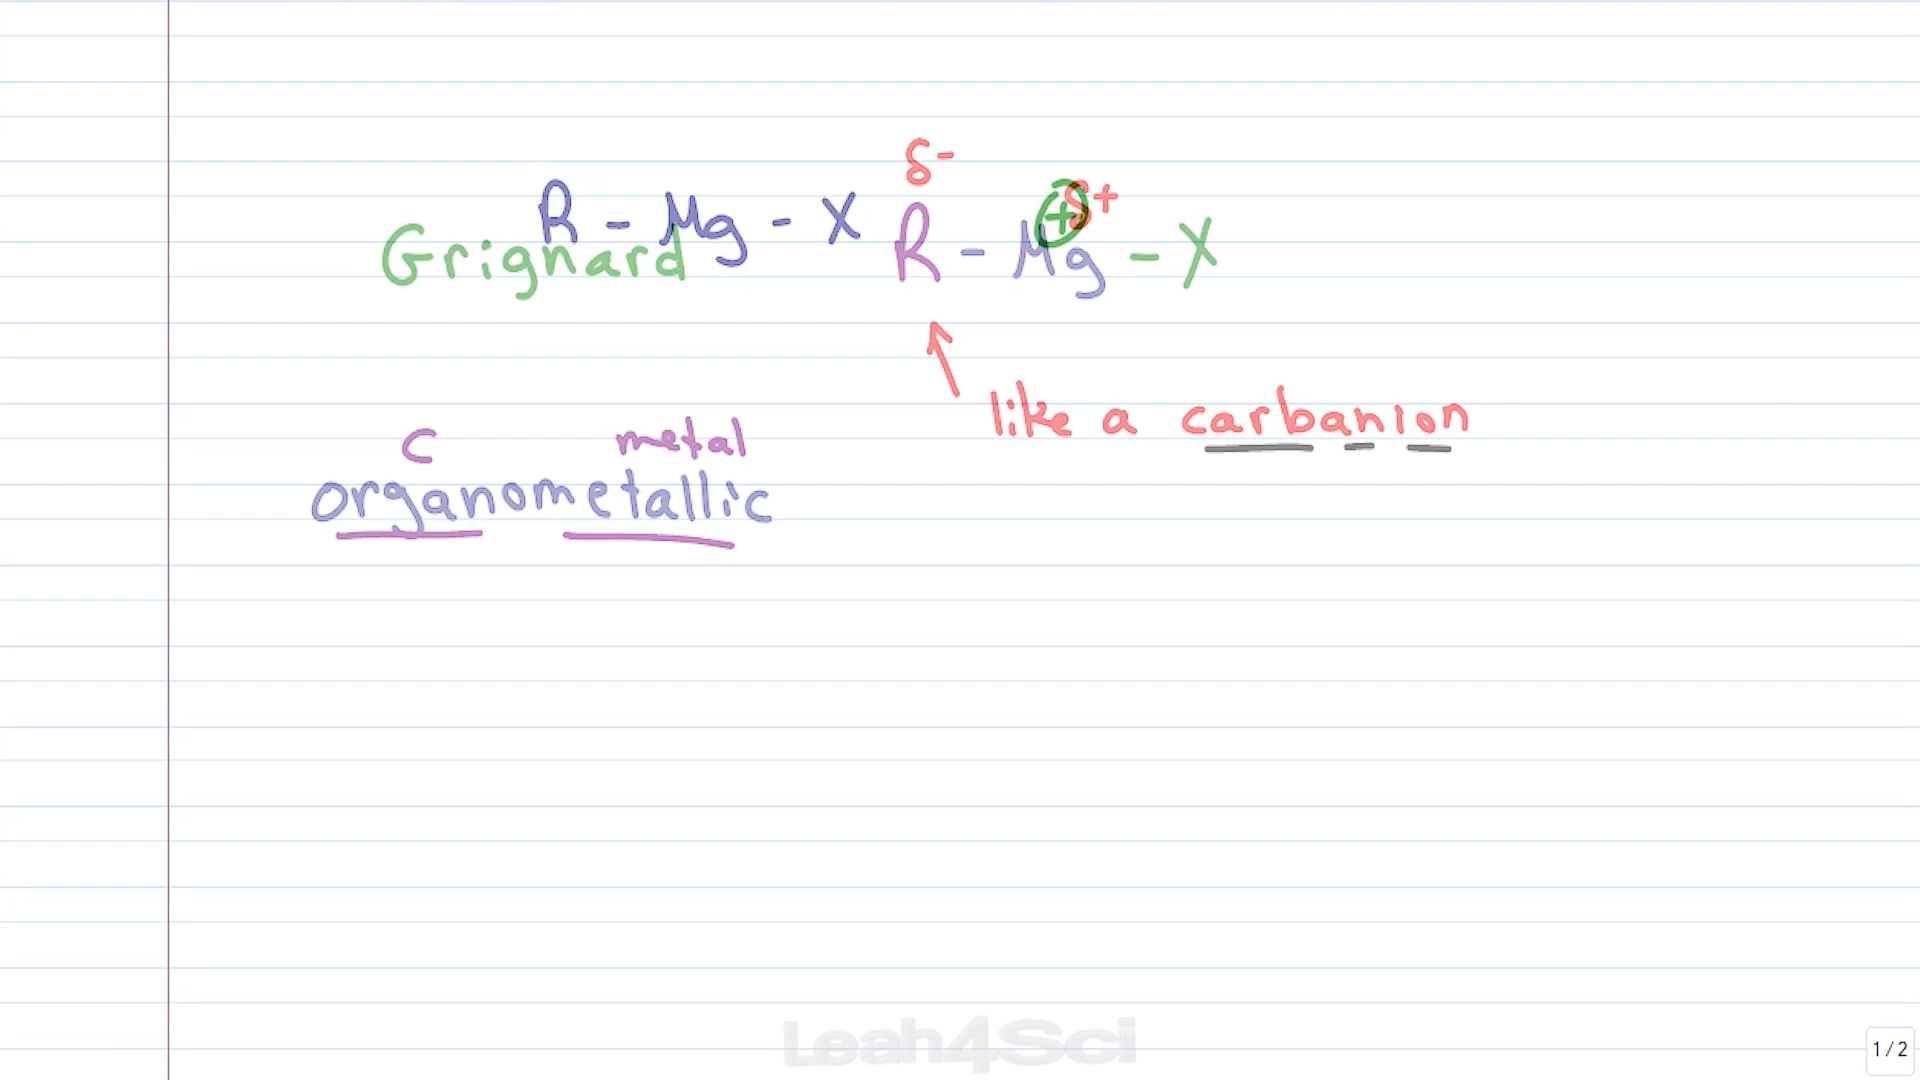 R - Mg - X
Grignard
δ- δ+
R - Mg - X
+
like a carbanion
C metal
organometallic
Leah4Sci
1/2